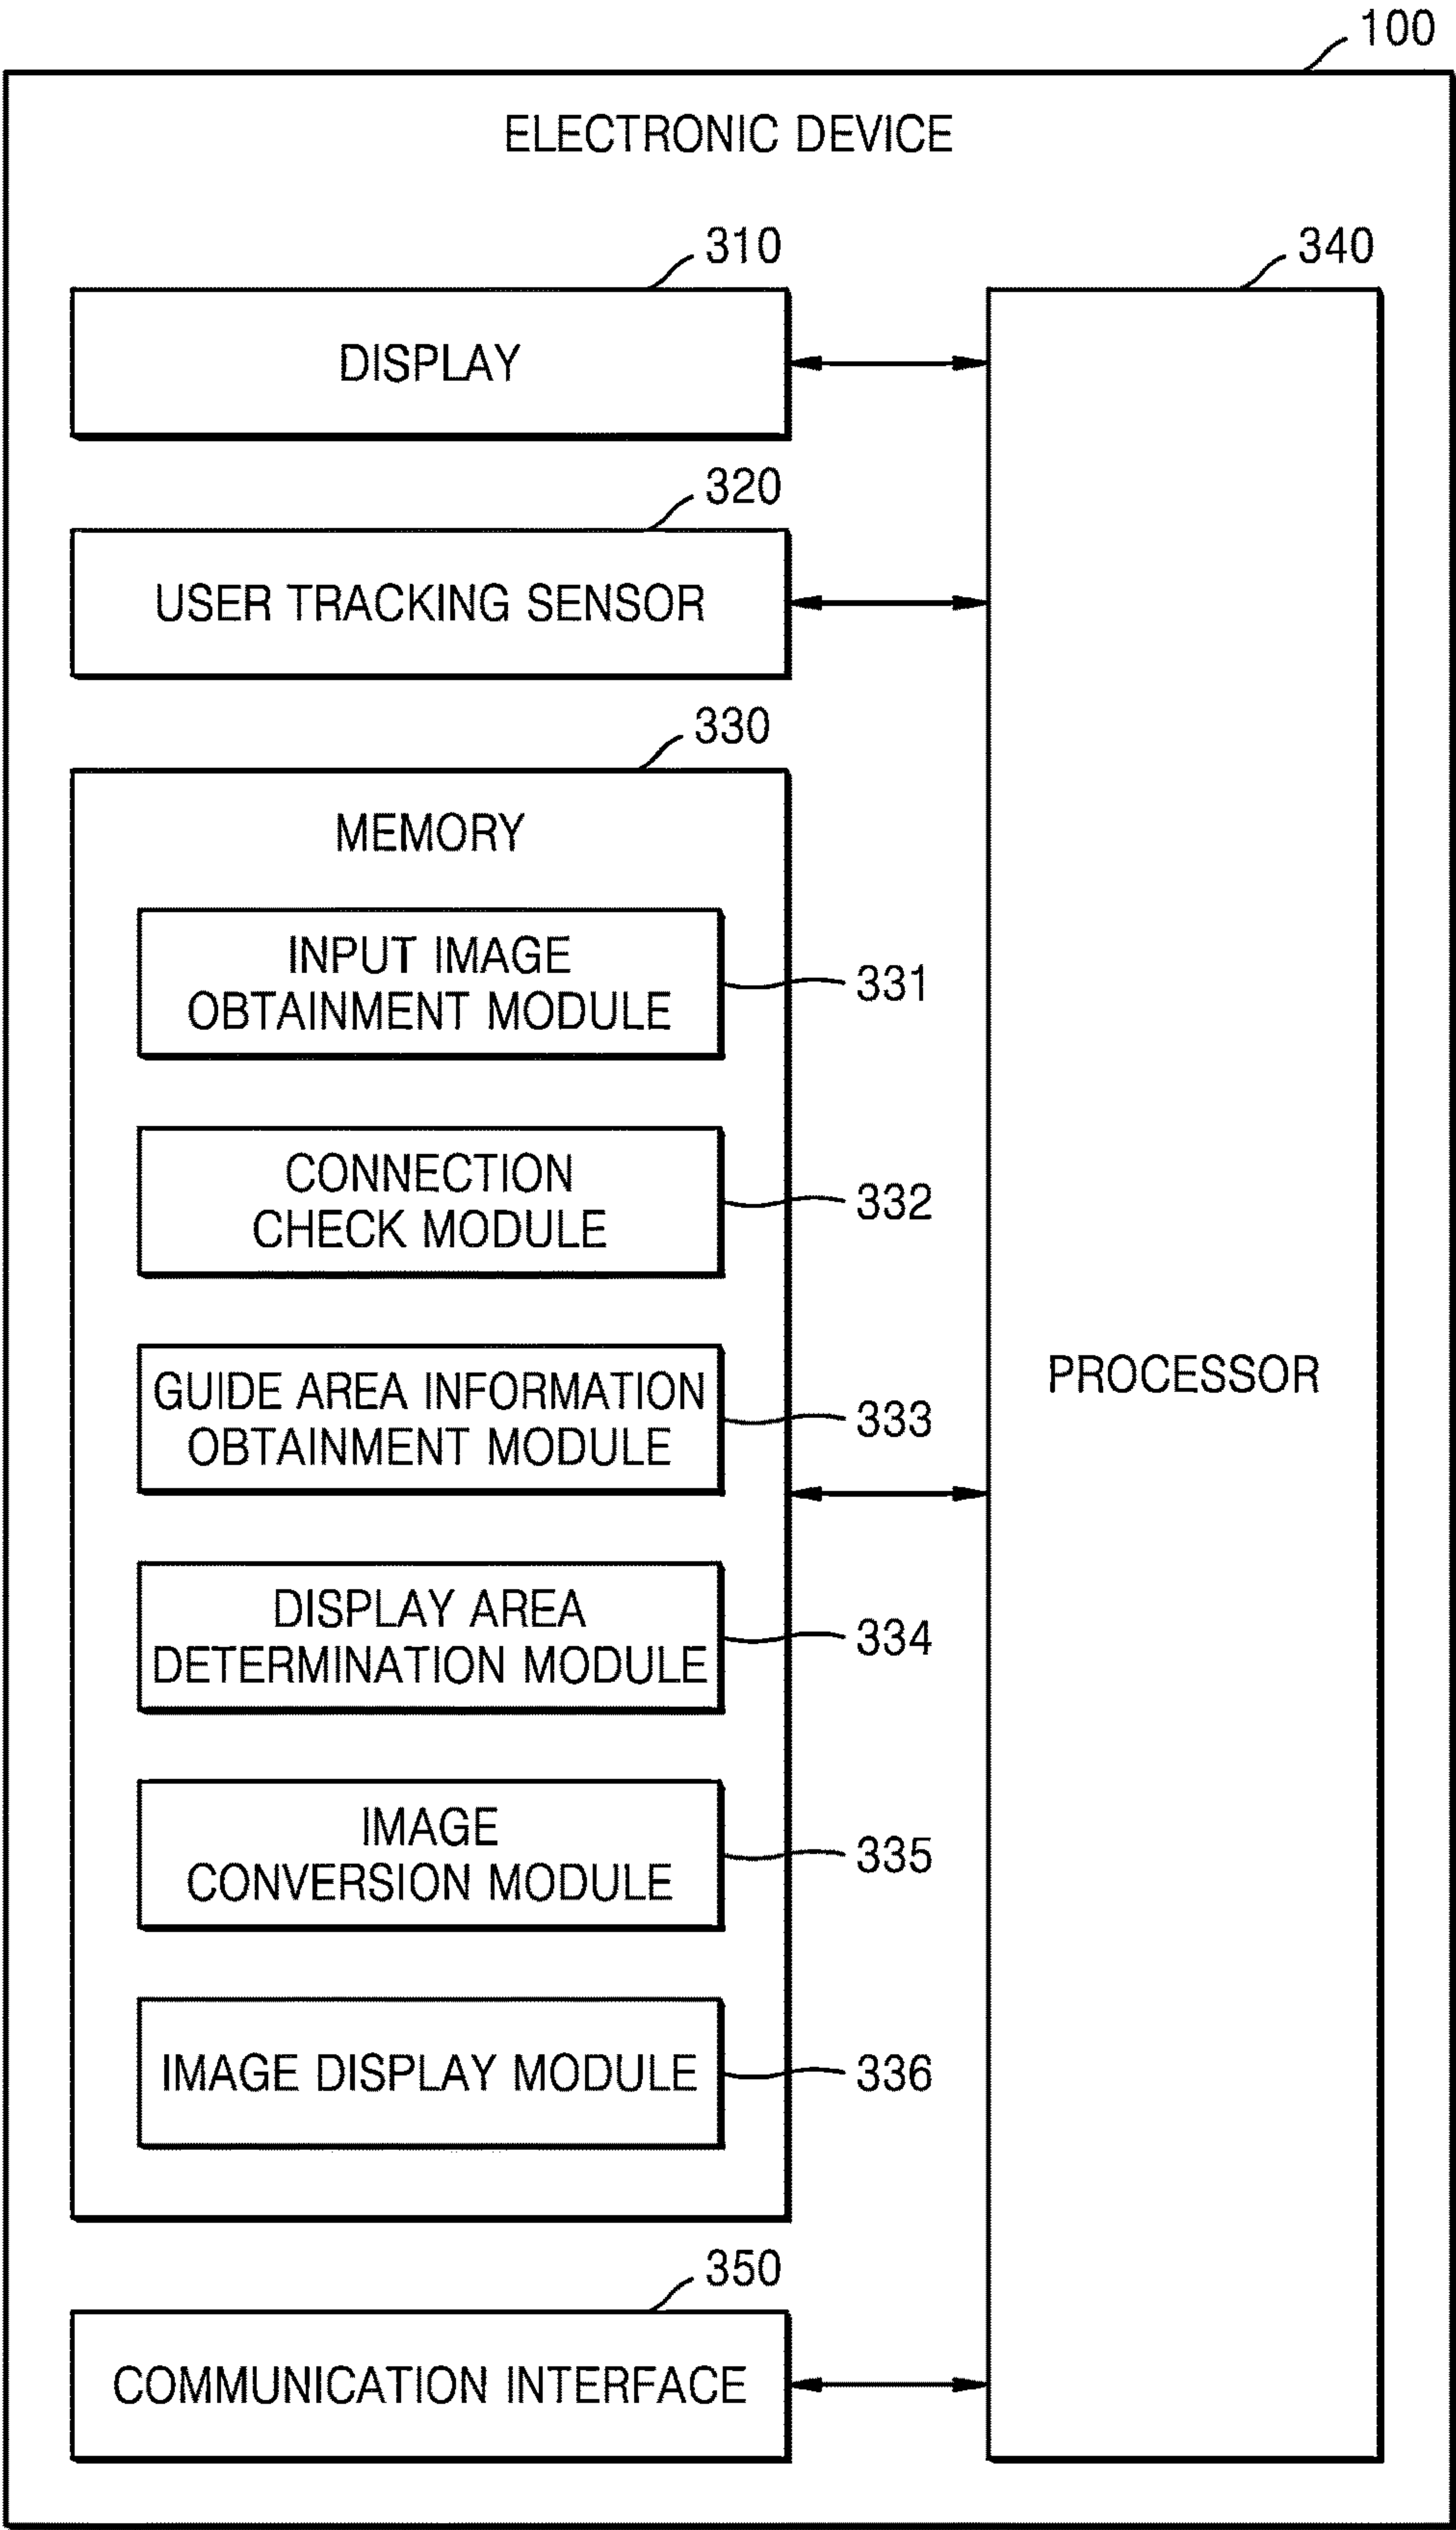 100
ELECTRONIC DEVICE
310
340
DISPLAY
320
USER TRACKING SENSOR
330
MEMORY
INPUT IMAGE
OBTAINMENT MODULE
331
CONNECTION
CHECK MODULE
332
GUIDE AREA INFORMATION
OBTAINMENT MODULE
333
PROCESSOR
DISPLAY AREA
DETERMINATION MODULE
334
IMAGE
CONVERSION MODULE
335
IMAGE DISPLAY MODULE
336
350
COMMUNICATION INTERFACE